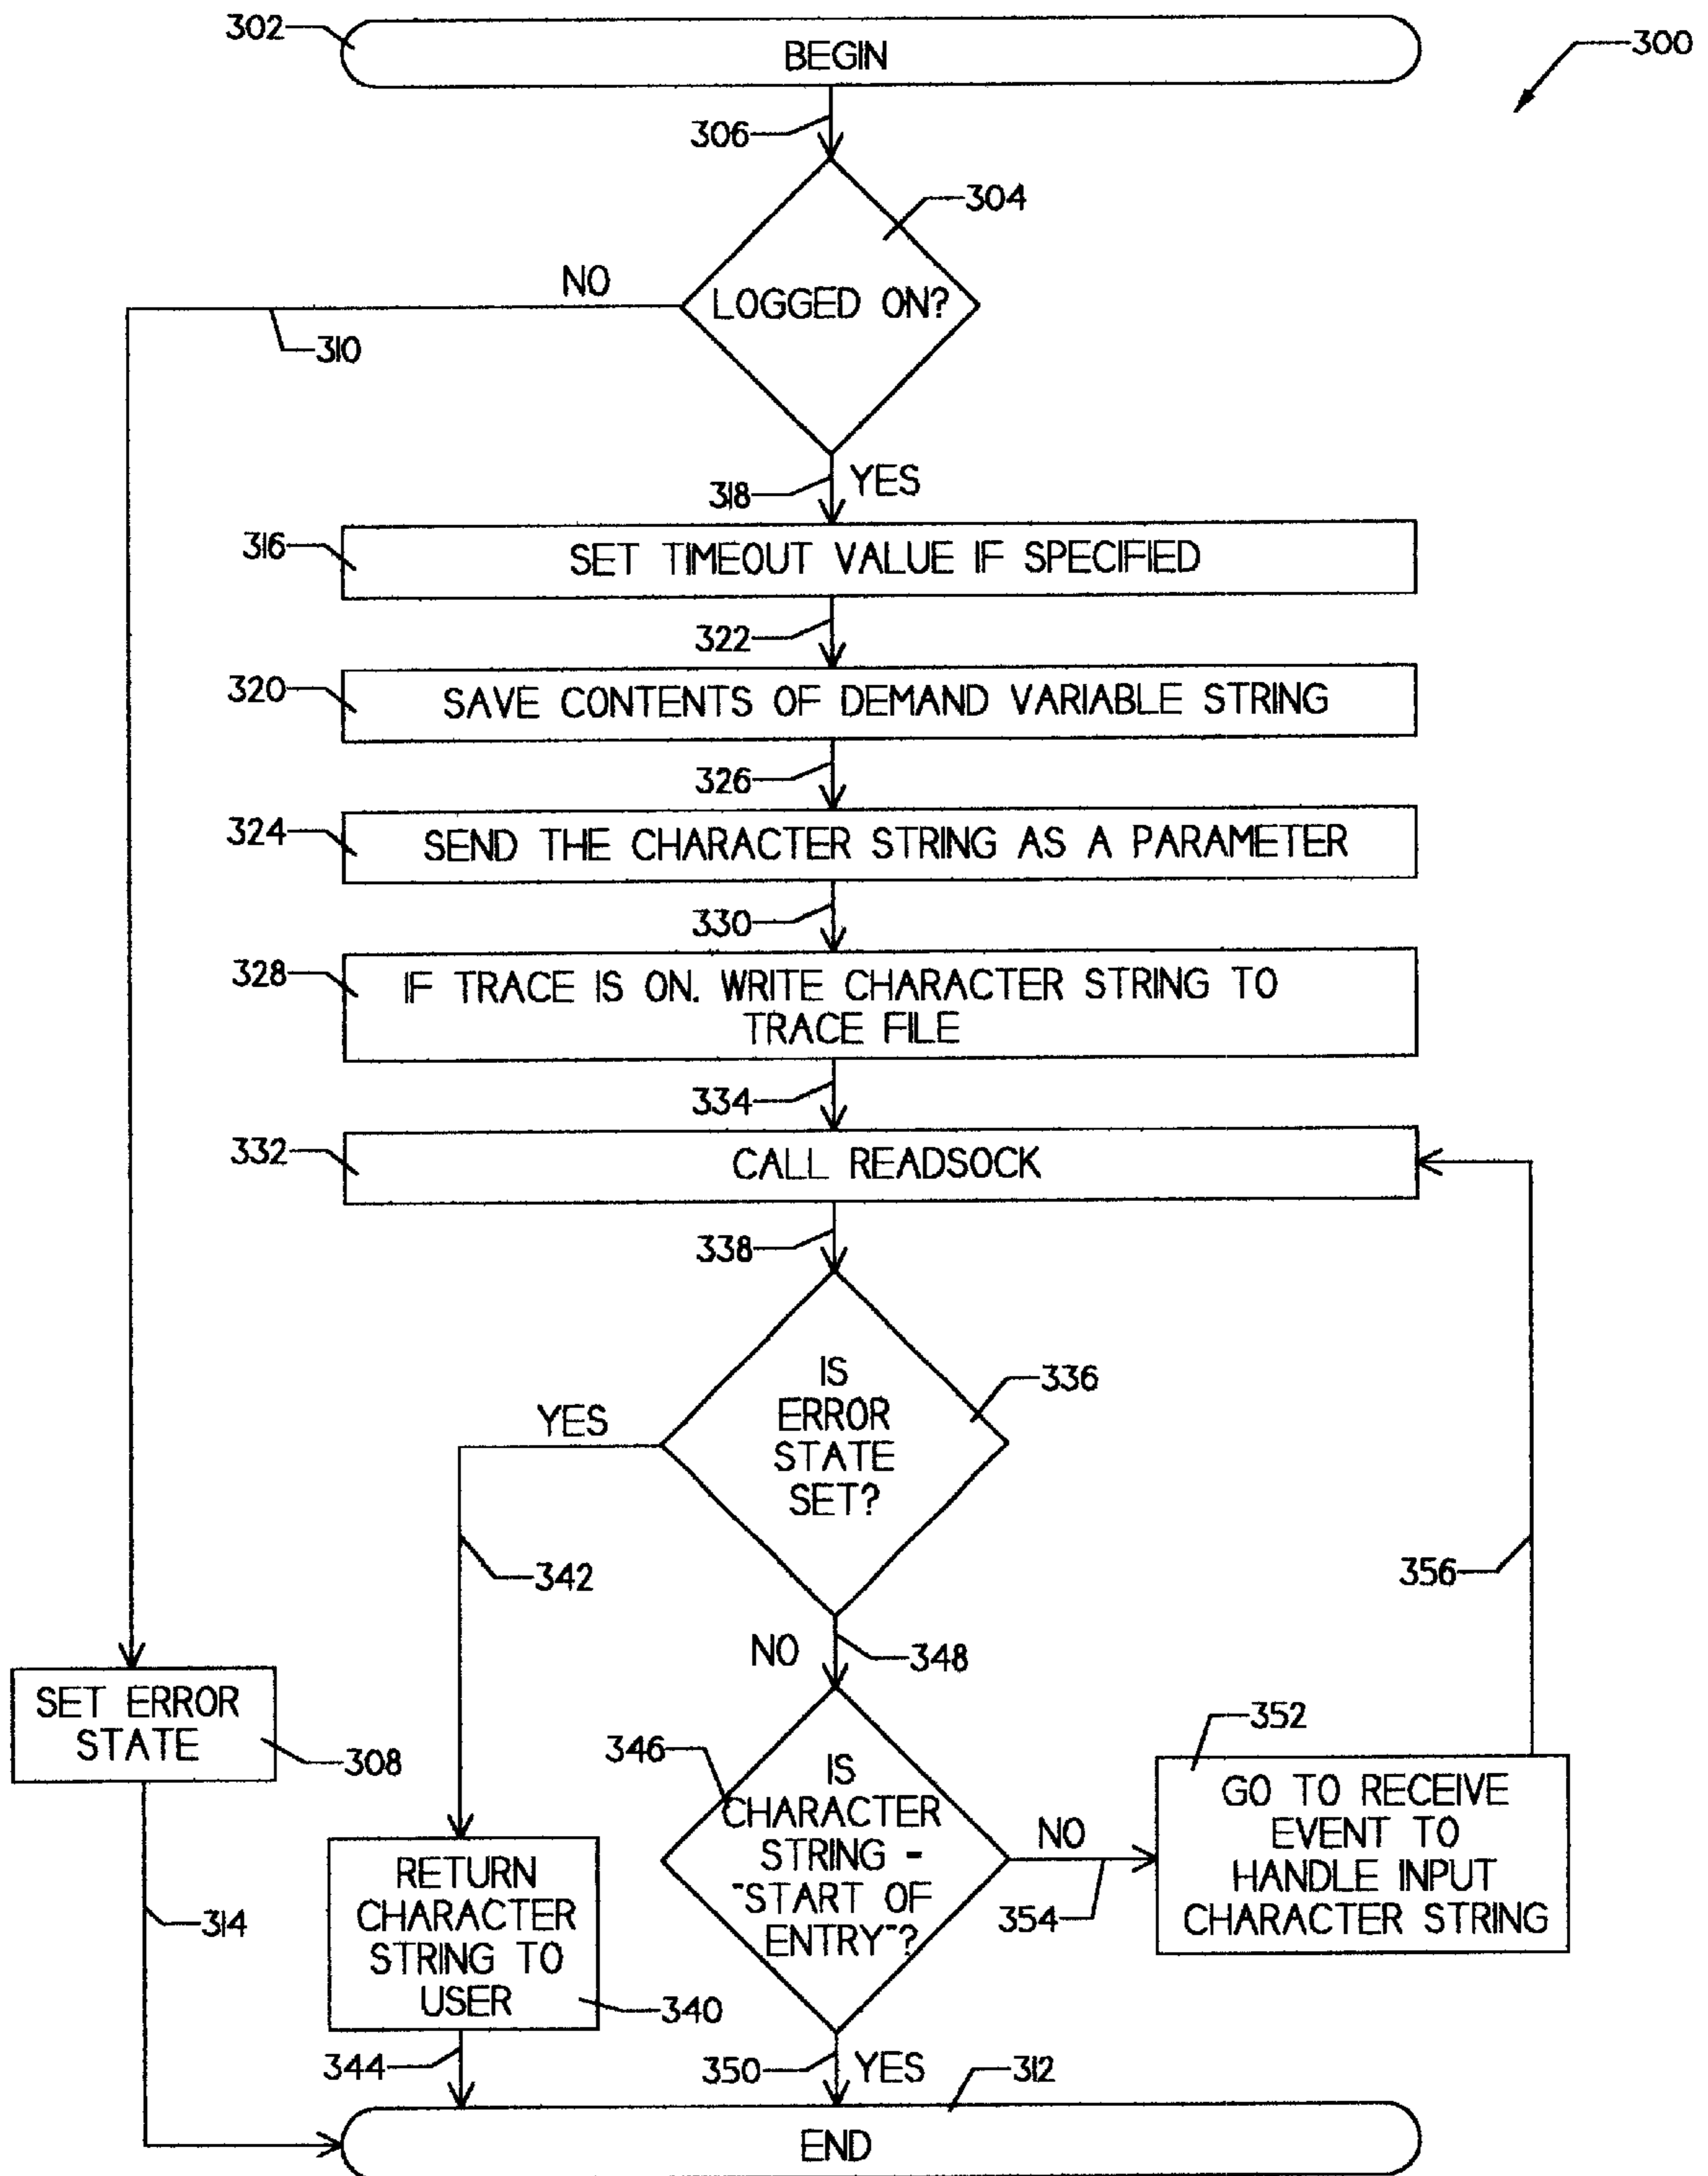 302
BEGIN
300
306
304
NO
LOGGED ON?
310
318
YES
316
SET TIMEOUT VALUE IF SPECIFIED
322
320
SAVE CONTENTS OF DEMAND VARIABLE STRING
326
324
SEND THE CHARACTER STRING AS A PARAMETER
330
328
IF TRACE IS ON. WRITE CHARACTER STRING TO
TRACE FILE
334
332
CALL READSOCK
338
IS
ERROR
STATE
SET?
336
YES
342
356
NO
348
SET ERROR
STATE
308
346
IS
CHARACTER
STRING =
"START OF
ENTRY"?
NO
354
352
GO TO RECEIVE
EVENT TO
HANDLE INPUT
CHARACTER STRING
RETURN
CHARACTER
STRING TO
USER
340
314
344
350
YES
312
END